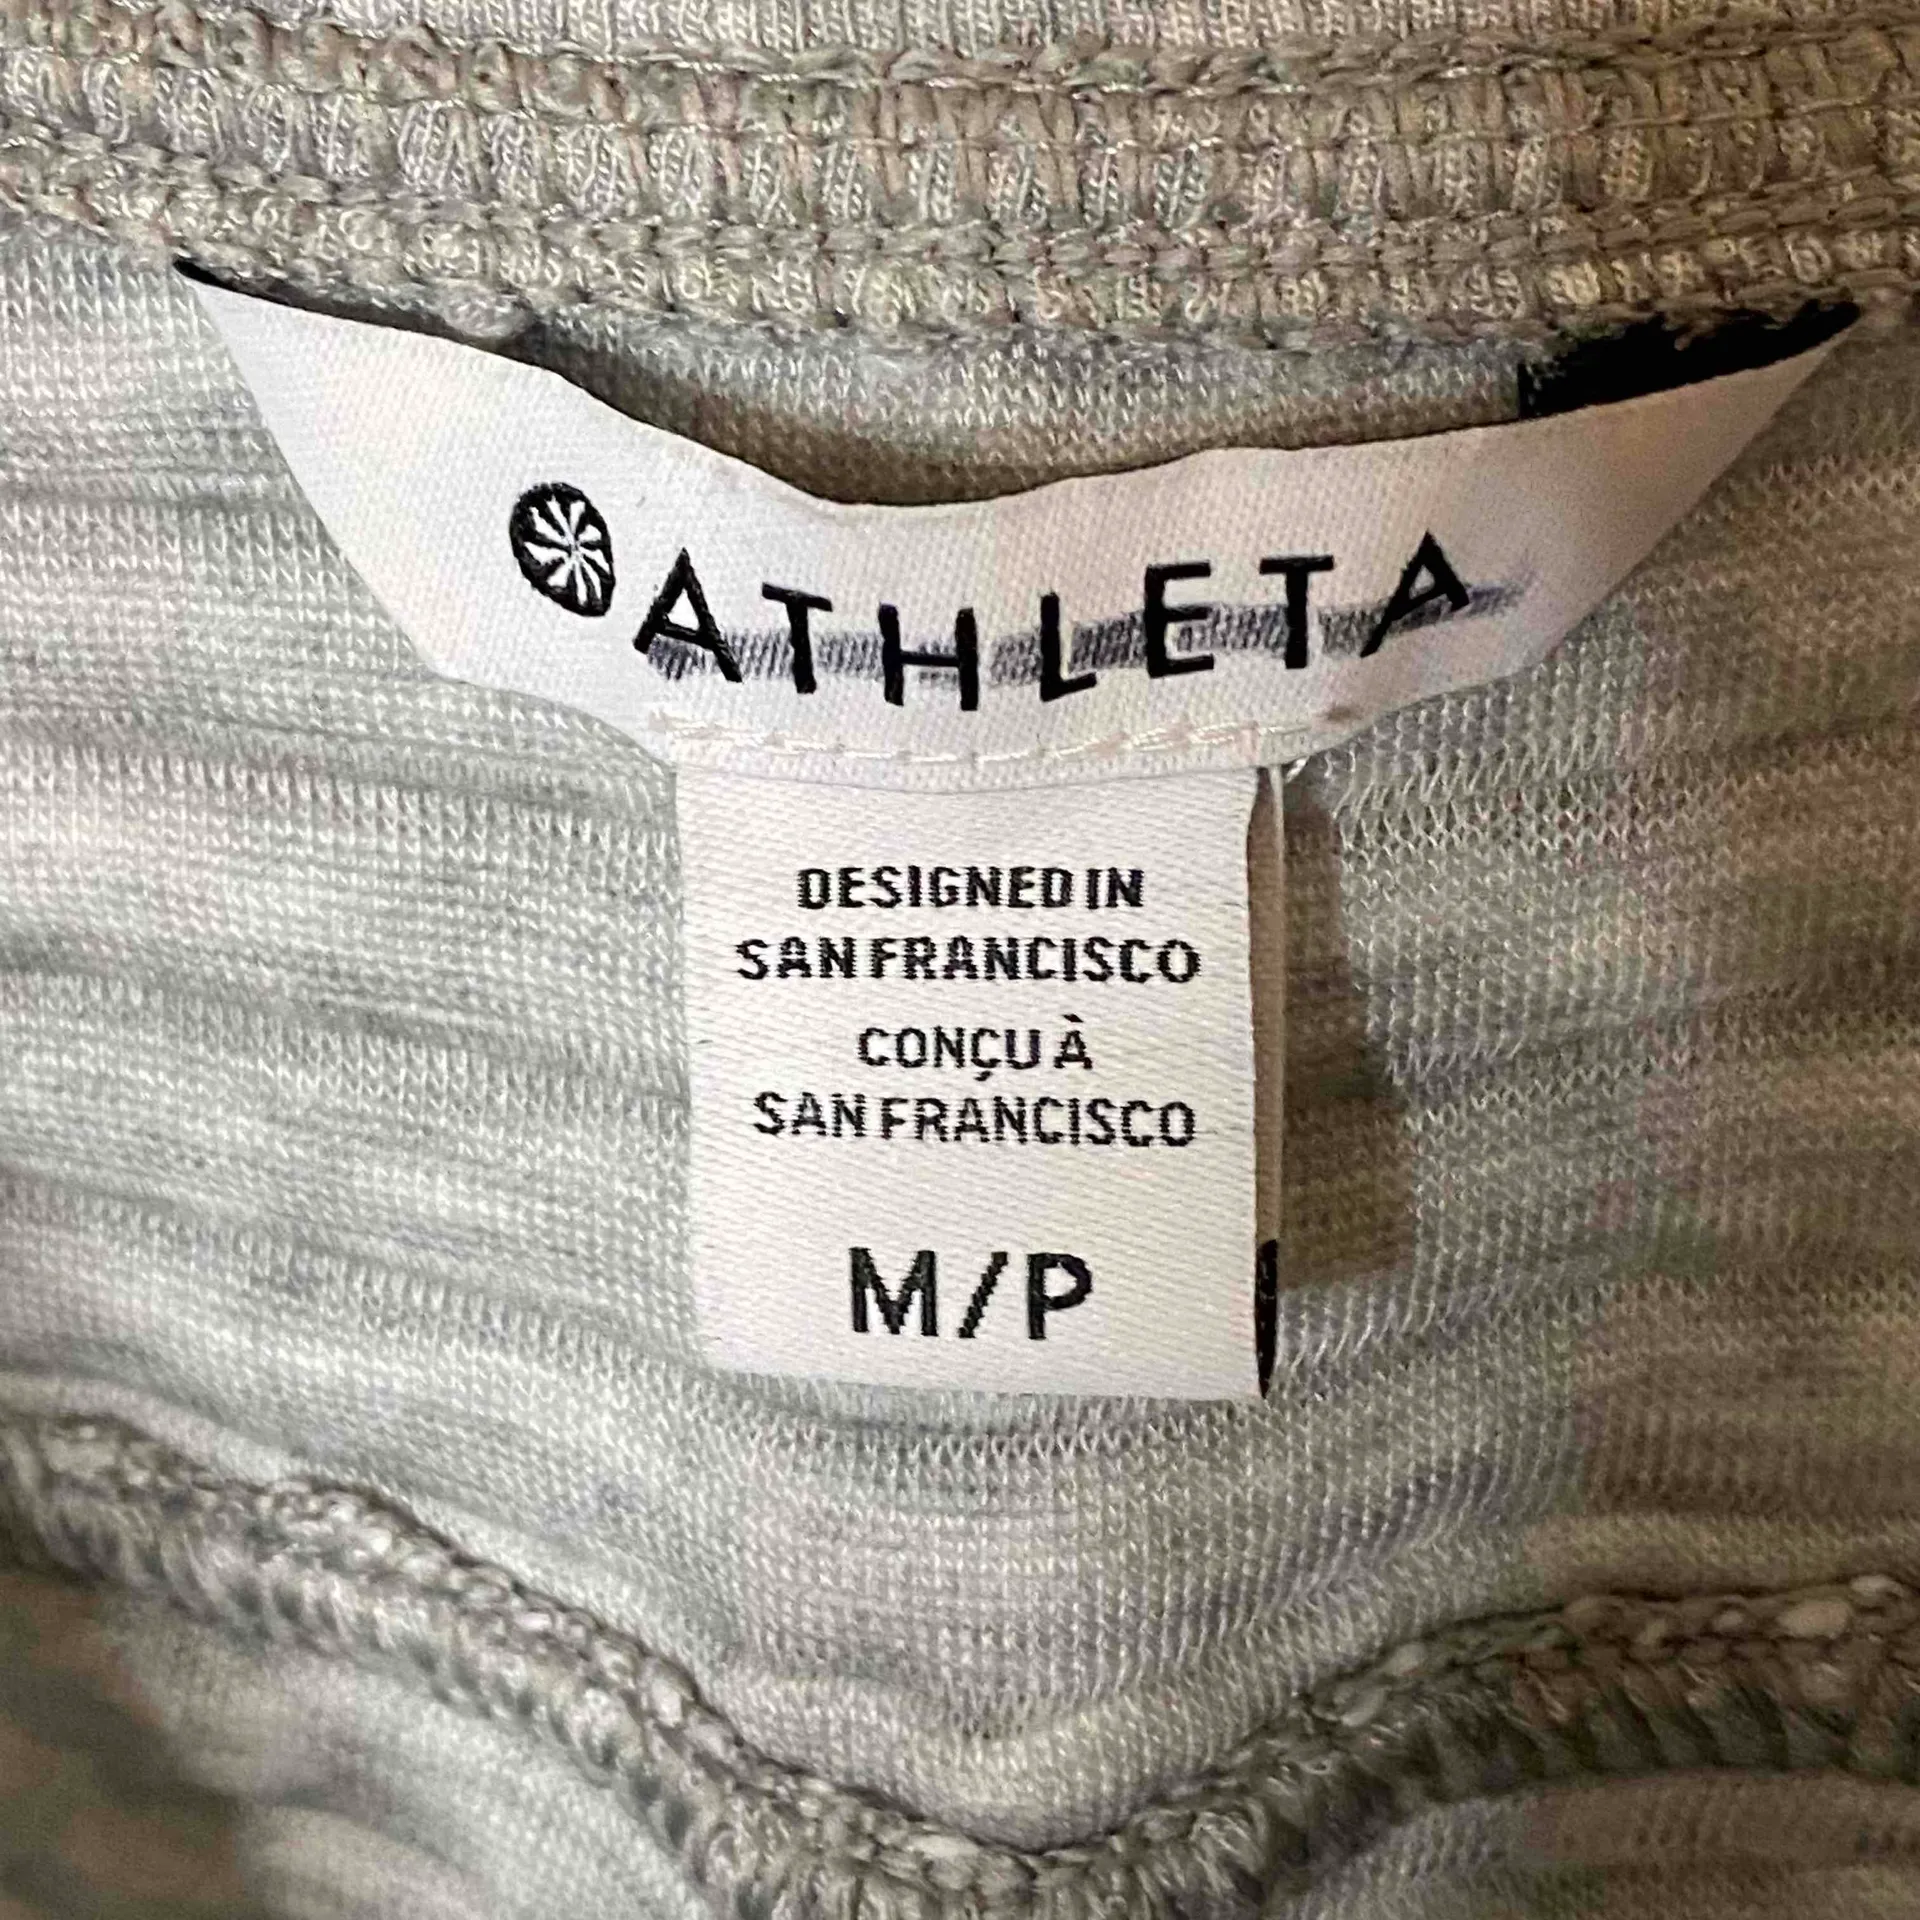 ATHLETA
DESIGNED IN
SAN FRANCISCO
CONÇU À
SAN FRANCISCO
M/P